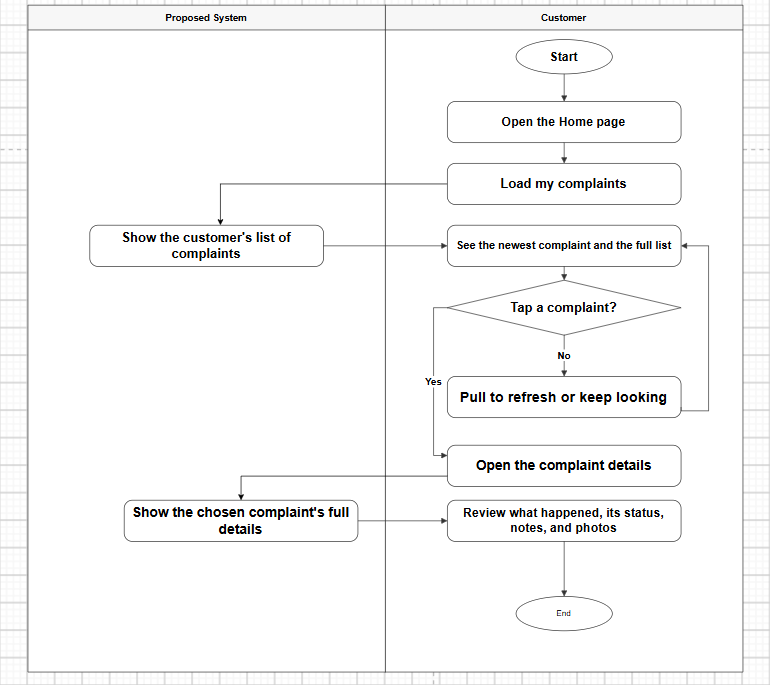 Proposed System
Customer
Start
Open the Home page
Load my complaints
Show the customer's list of
complaints
See the newest complaint and the full list
Tap a complaint?
No
Yes
Pull to refresh or keep looking
Open the complaint details
Show the chosen complaint's full
details
Review what happened, its status,
notes, and photos
End